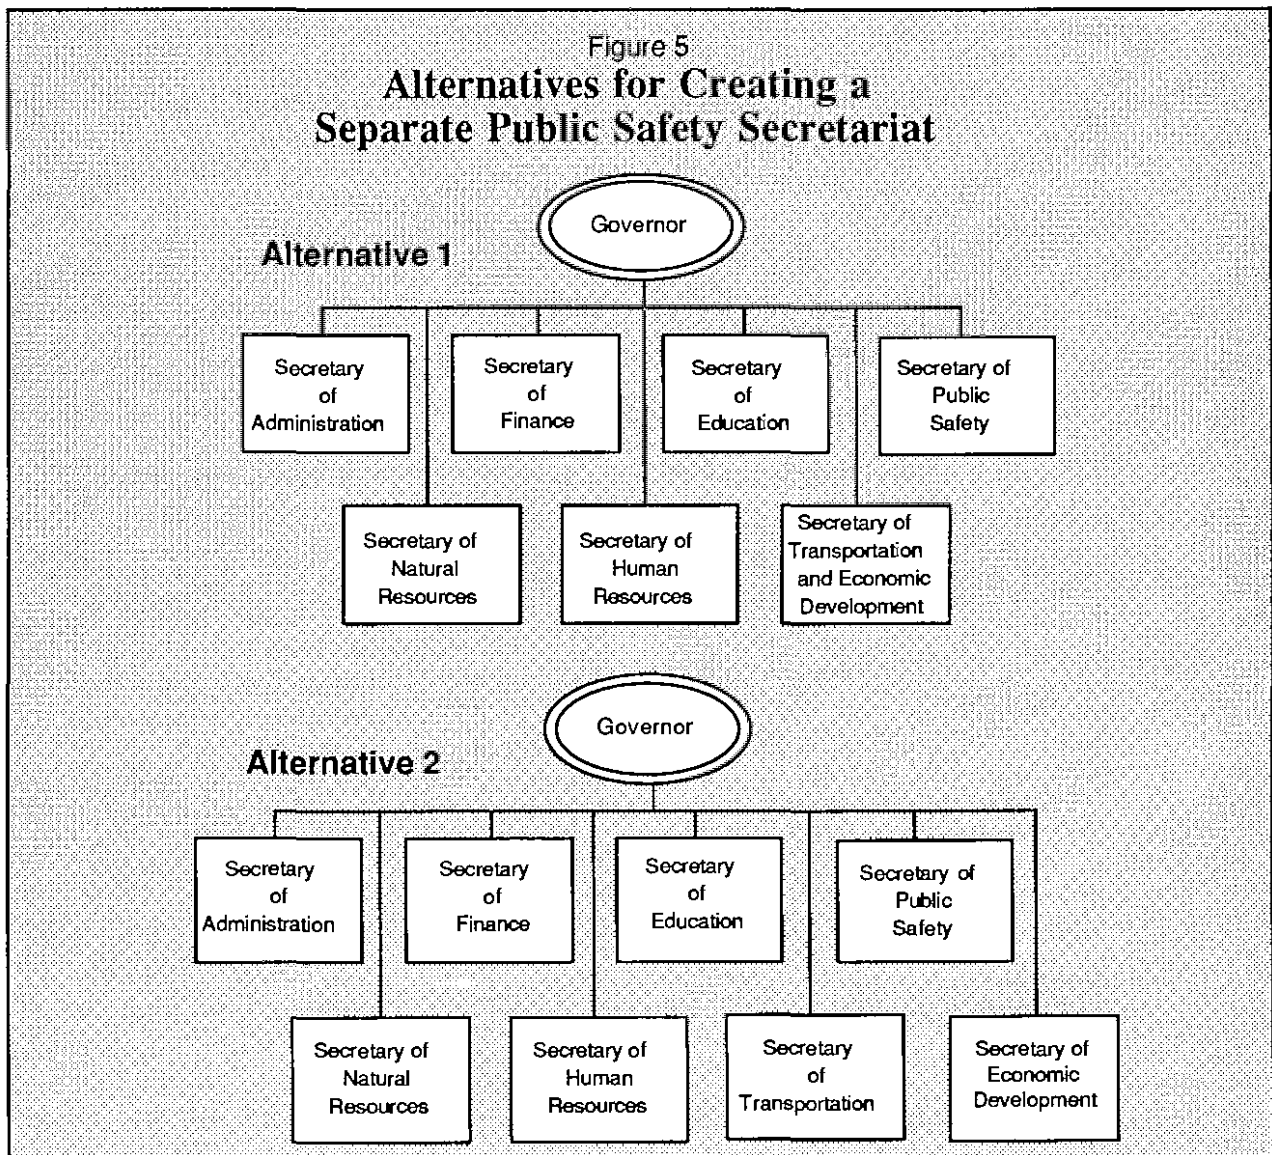 Figure 5
Alternatives for Creating a
Separate Public Safety Secretariat
Governor
Alternative 1
Secretary
of
Administration
Secretary
of
Finance
Secretary
of
Education
Secretary of
Public
Safety
Secretary of
Natural
Resources
Secretary of
Human
Resources
Secretary of
Transportation
and Economic
Development
Governor
Alternative 2
Secretary
of
Administration
Secretary
of
Finance
Secretary
of
Education
Secretary of
Public
Safety
Secretary of
Natural
Resources
Secretary of
Human
Resources
Secretary
of
Transportation
Secretary of
Economic
Development